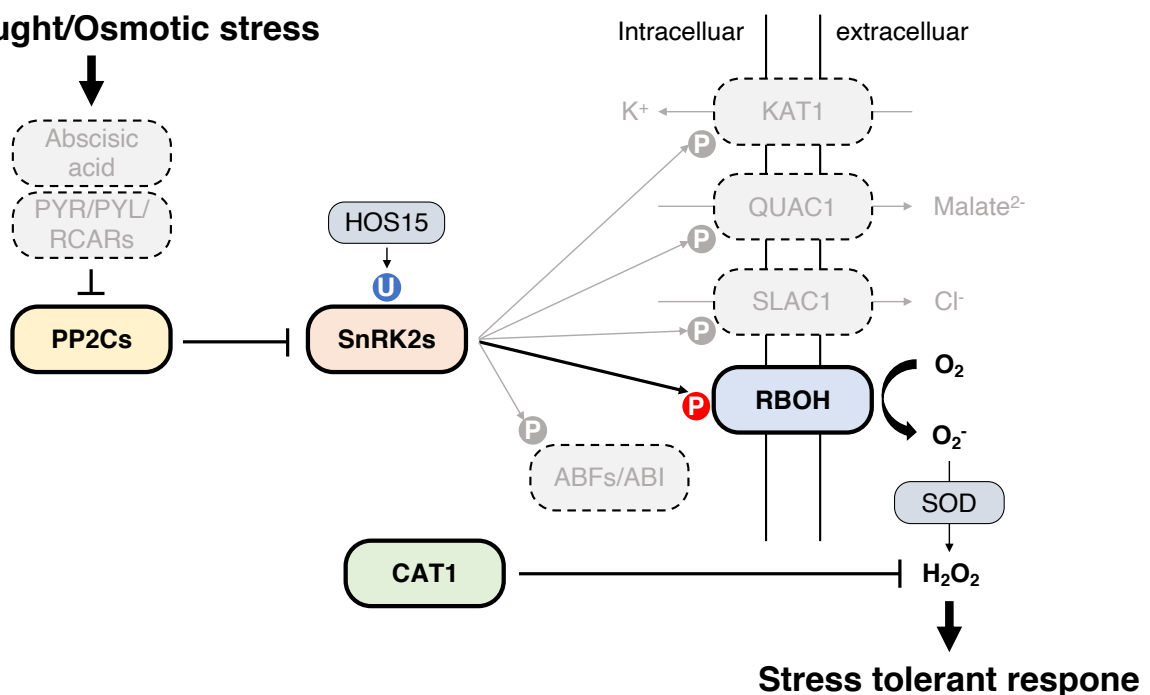 ught/Osmotic stress
Intracelluar
extracelluar
Abscisic
acid
PYR/PYL/
RCARs
K⁺
KAT1
P
HOS15
U
QUAC1
Malate²⁻
P
SLAC1
Cl⁻
P
PP2Cs
SnRK2s
RBOH
P
O₂
O₂⁻
P
ABFs/ABI
SOD
CAT1
H₂O₂
Stress tolerant respone